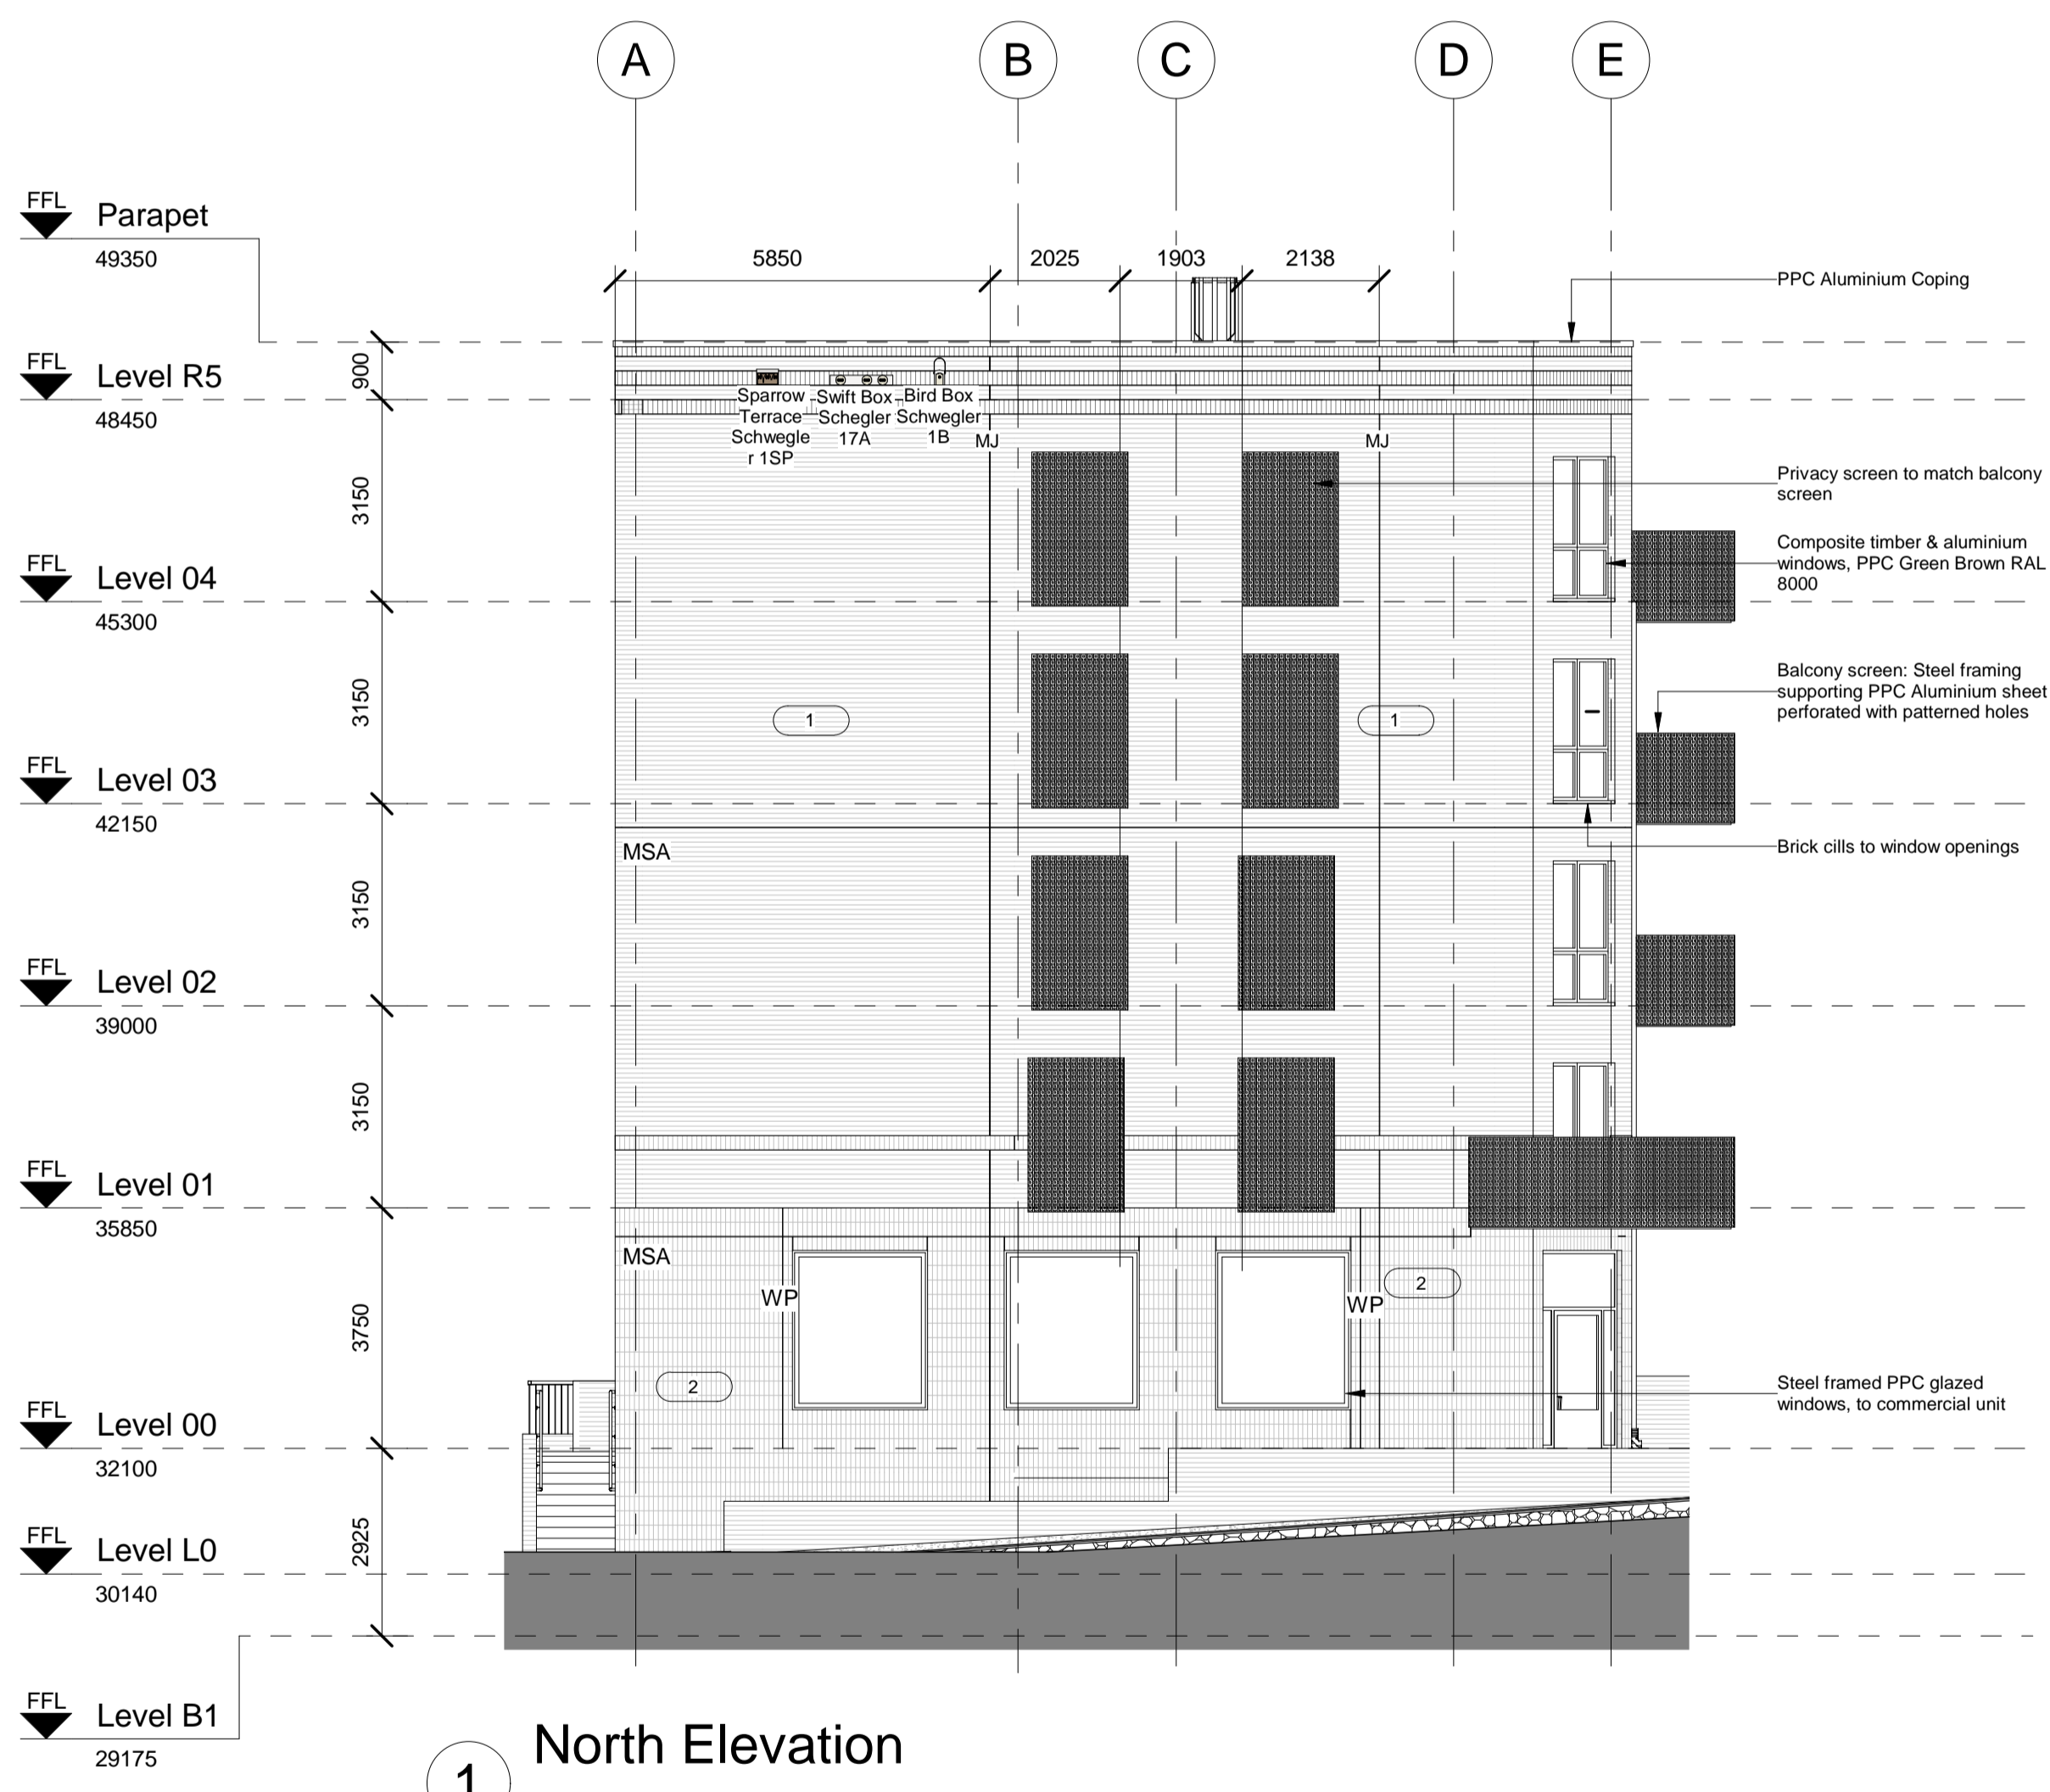 A
B
C
D
E
FFL
Parapet
49350
5850
2025
1903
2138
PPC Aluminium Coping
900
FFL
Level R5
48450
Sparrow
Terrace
Schwegle
r 1SP
Swift Box
Schegler
17A
Bird Box
Schwegler
1B
MJ
MJ
3150
Privacy screen to match balcony
screen
Composite timber & aluminium
windows, PPC Green Brown RAL
8000
FFL
Level 04
45300
3150
1
1
Balcony screen: Steel framing
supporting PPC Aluminium sheet
perforated with patterned holes
FFL
Level 03
42150
MSA
Brick cills to window openings
3150
FFL
Level 02
39000
3150
FFL
Level 01
35850
MSA
WP
WP
2
3750
2
Steel framed PPC glazed
windows, to commercial unit
FFL
Level 00
32100
2925
FFL
Level L0
30140
FFL
Level B1
29175
North Elevation
1